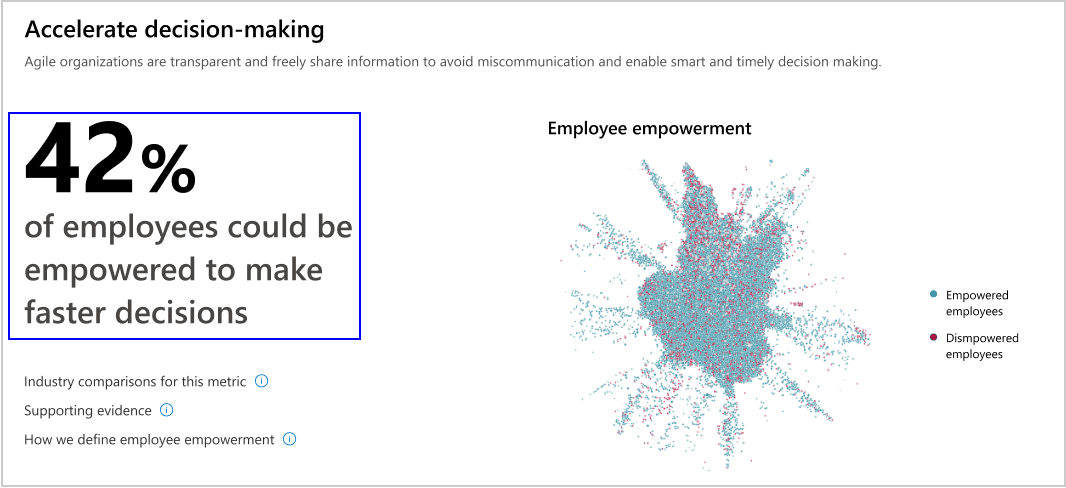 Accelerate decision-making
Agile organizations are transparent and freely share information to avoid miscommunication and enable smart and timely decision making.
42%
of employees could be
empowered to make
faster decisions
Industry comparisons for this metric
Supporting evidence
How we define employee empowerment
Employee empowerment
Empowered
employees
Dismpowered
employees